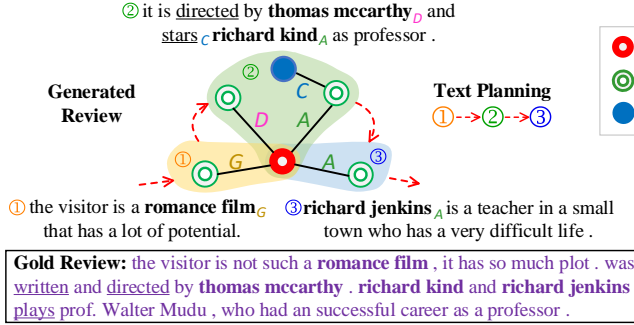 ② it is directed by thomas mccarthy D and
stars C richard kind A as professor .
Generated
Review
②
C
D
A
Text Planning
① ② ③
①
G
A
③
① the visitor is a romance film G
that has a lot of potential.
③ richard jenkins A is a teacher in a small
town who has a very difficult life .
Gold Review: the visitor is not such a romance film , it has so much plot . was
written and directed by thomas mccarthy . richard kind and richard jenkins
plays prof. Walter Mudu , who had an successful career as a professor .